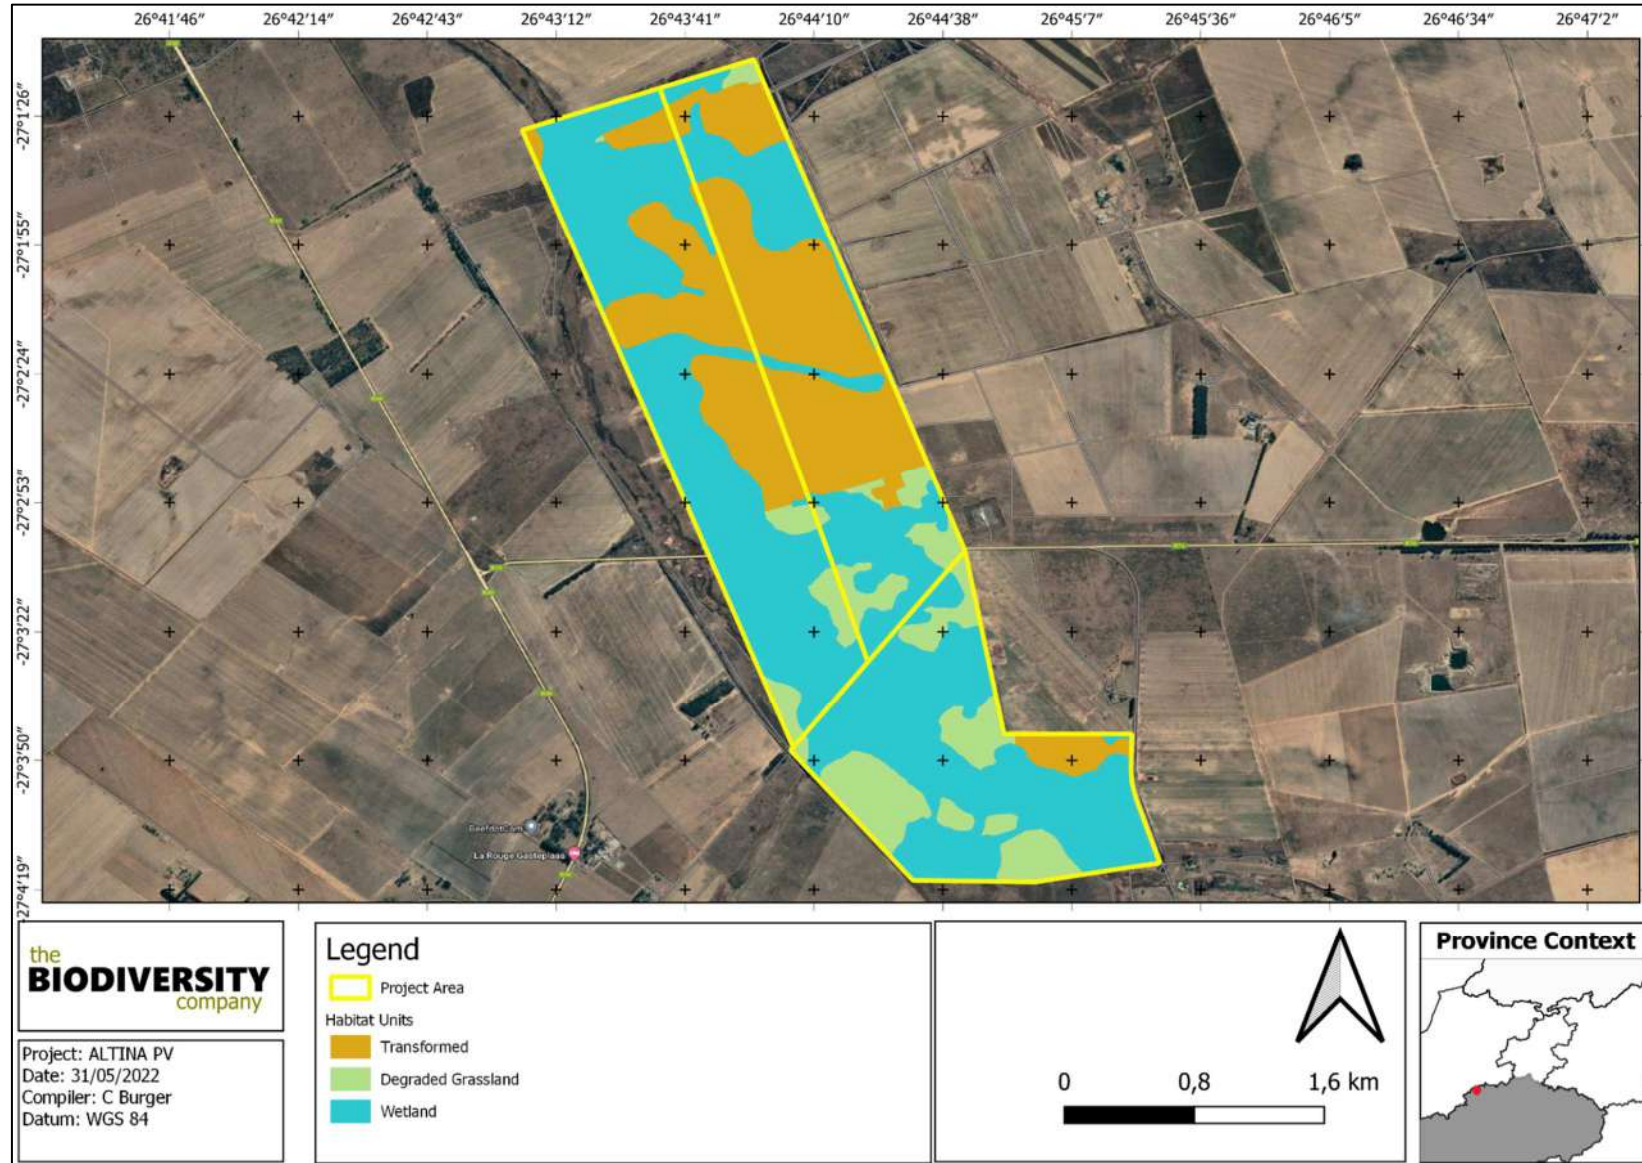 26°41′46″ 26°42′14″ 26°42′43″ 26°43′12″ 26°43′41″ 26°44′10″ 26°44′38″ 26°45′7″ 26°45′36″ 26°46′5″ 26°46′34″ 26°47′2″
-27°1′26″
-27°1′55″
-27°2′24″
-27°2′53″
-27°3′22″
-27°3′50″
-27°4′19″
La Rouge Gasteplaas
the
BIODIVERSITY
company
Project: ALTINA PV
Date: 31/05/2022
Compiler: C Burger
Datum: WGS 84
Legend
Project Area
Habitat Units
Transformed
Degraded Grassland
Wetland
0 0,8 1,6 km
Province Context